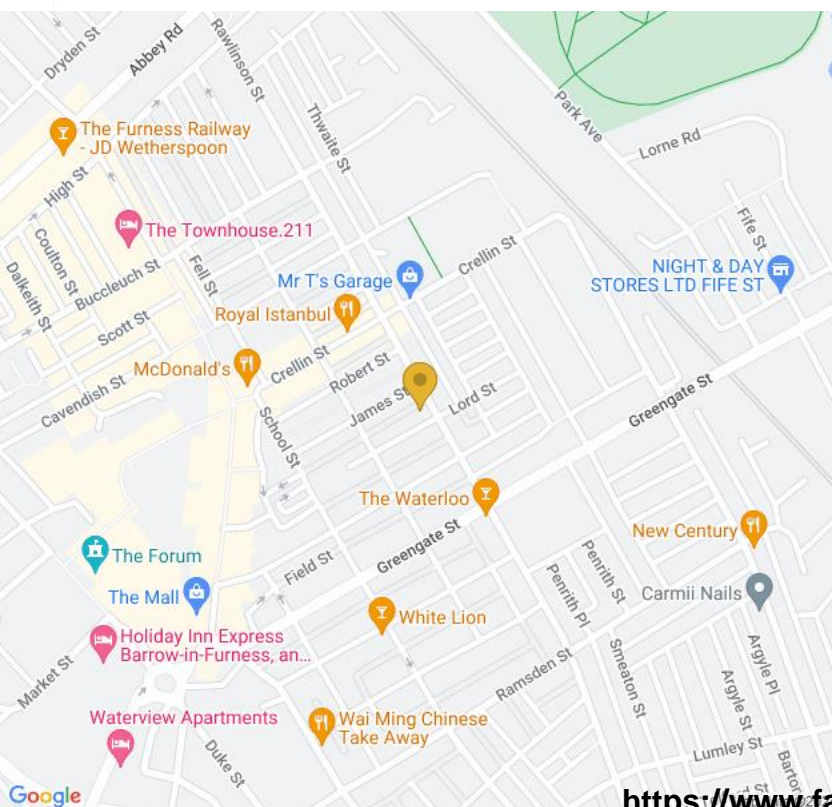 Dryden St
Abbey Rd
Rawlinson St
Thwaite St
Park Ave
Lorne Rd
The Furness Railway
- JD Wetherspoon
High St
Fife St
The Townhouse.211
Coulton St
Dalkeith St
Buccleuch St
Fell St
Crellin St
NIGHT & DAY
STORES LTD FIFE ST
Mr T's Garage
Royal Istanbul
Scott St
McDonald's
Crellin St
Robert St
James St
Lord St
Cavendish St
School St
Greengate St
The Waterloo
New Century
Greengate St
The Forum
Field St
The Mall
Penrith St
Penrith Pl
Carmii Nails
White Lion
Holiday Inn Express
Barrow-in-Furness, an...
Market St
Ramsden St
Smeaton St
Argyle Pl
Argyle St
Waterview Apartments
Wai Ming Chinese
Take Away
Duke St
Lumley St
Barto
Google
https://www.fa